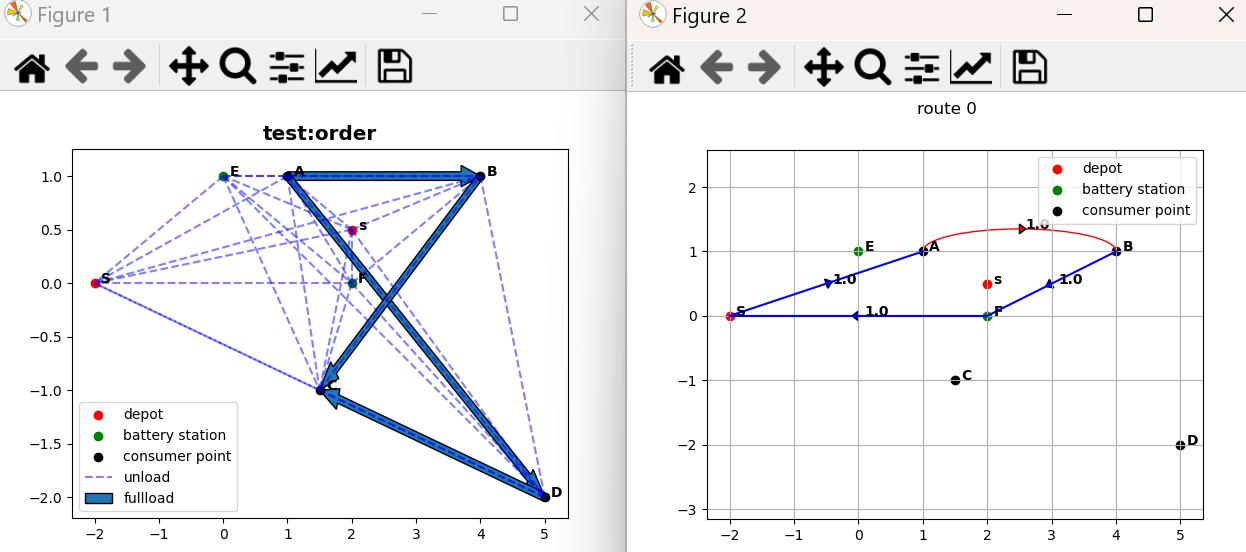 Figure 1
test:order
E
A
B
s
S
F
C
D
1.0
0.5
0.0
−0.5
−1.0
−1.5
−2.0
depot
battery station
consumer point
unload
fullload
−2
−1
0
1
2
3
4
5
Figure 2
route 0
depot
battery station
consumer point
1.0
E
A
B
1.0
s
1.0
S
1.0
F
C
D
2
1
0
−1
−2
−3
−2
−1
0
1
2
3
4
5